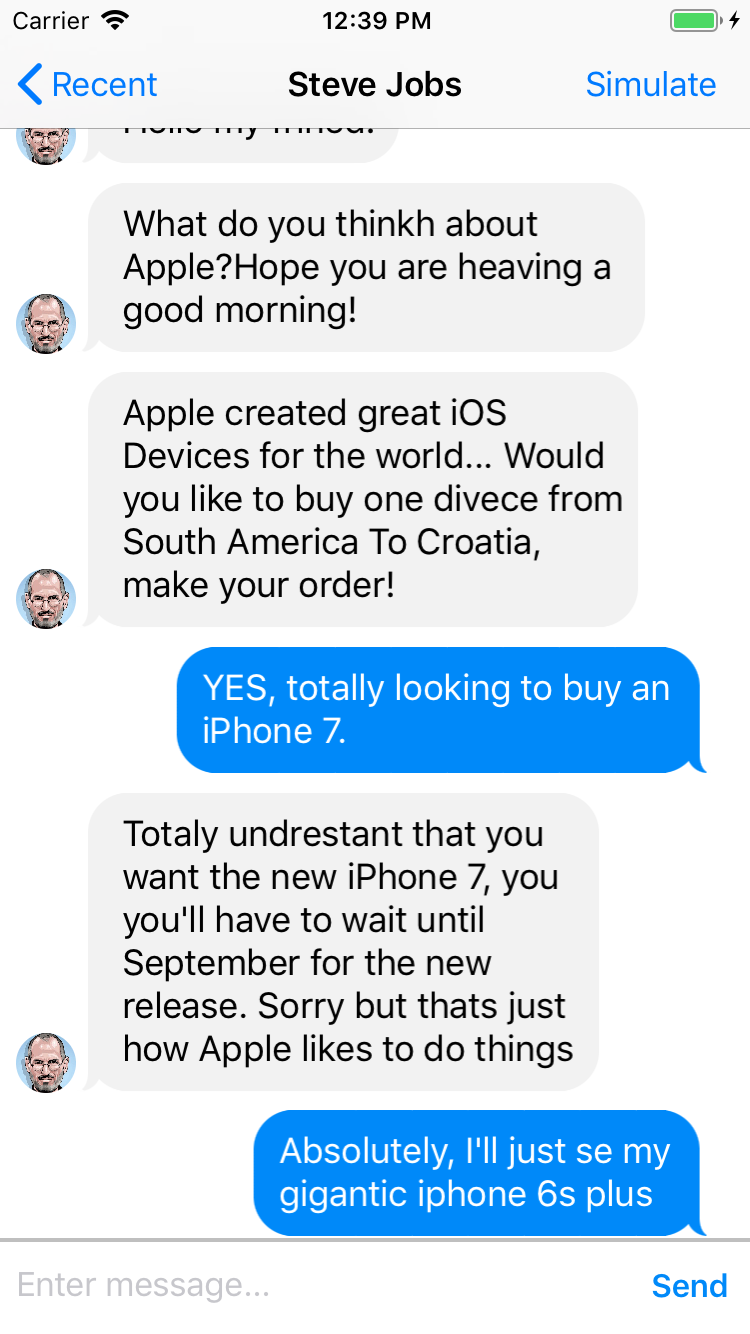 Carrier 12:39 PM
Recent Steve Jobs Simulate
What do you thinkh about
Apple?Hope you are heaving a
good morning!
Apple created great iOS
Devices for the world... Would
you like to buy one divece from
South America To Croatia,
make your order!
YES, totally looking to buy an
iPhone 7.
Totaly undrestant that you
want the new iPhone 7, you
you'll have to wait until
September for the new
release. Sorry but thats just
how Apple likes to do things
Absolutely, I'll just se my
gigantic iphone 6s plus
Enter message... Send